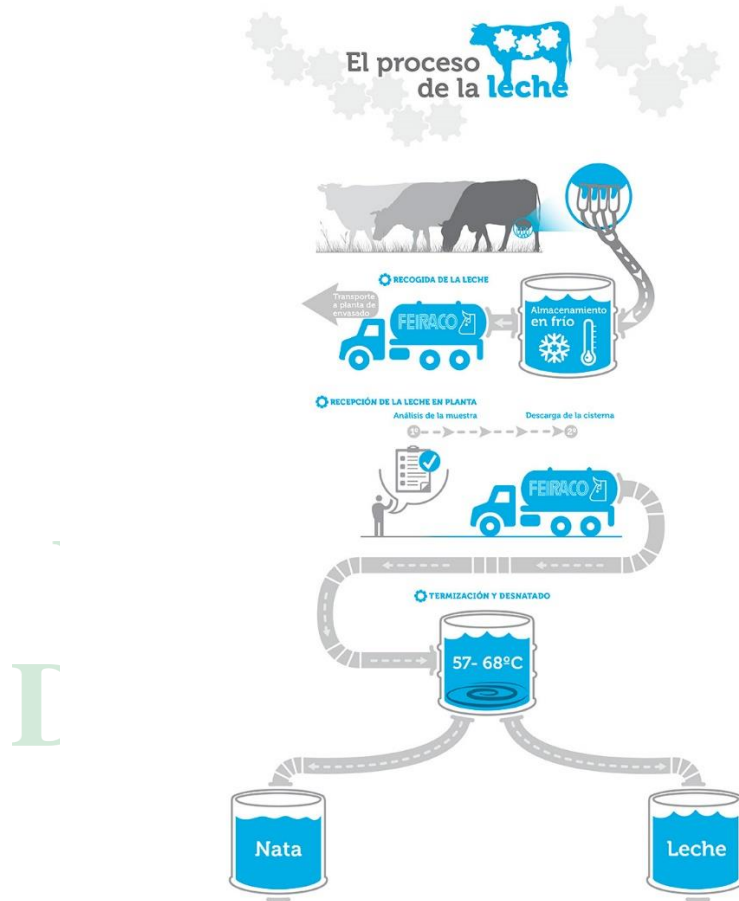 El proceso
de la leche
RECOGIDA DE LA LECHE
Transporte
a planta de
envasado
FEIRACO
Almacenamiento
en frío
RECEPCIÓN DE LA LECHE EN PLANTA
Análisis de la muestra
Descarga de la cisterna
1º
2º
FEIRACO
TERMIZACIÓN Y DESNATADO
57- 68ºC
Nata
Leche